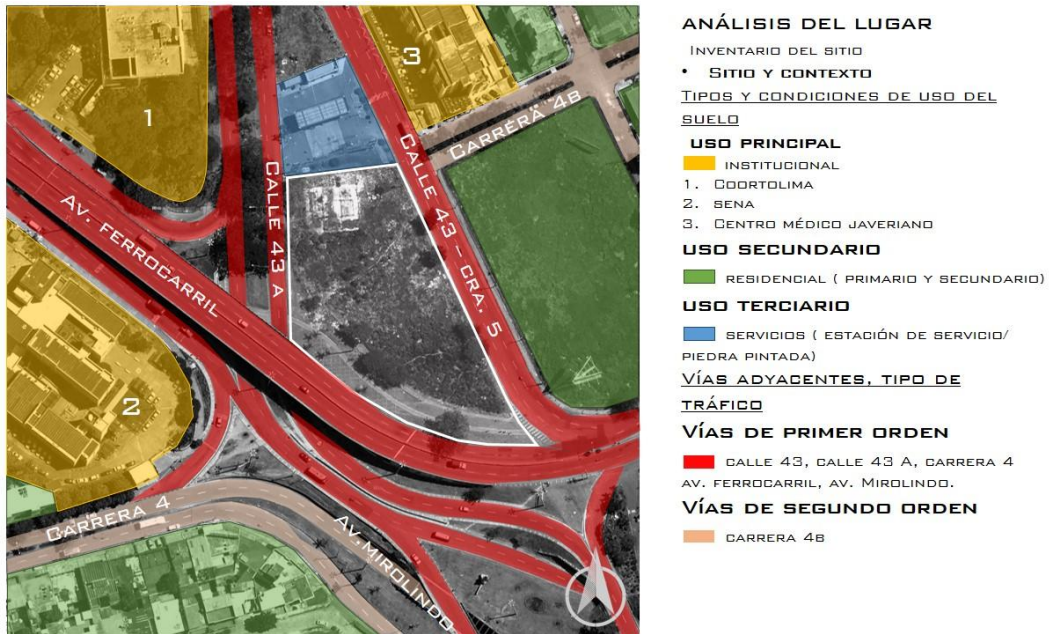 1
3
CARRERA 4B
CALLE 43 A
CALLE 43 – CRA. 5
AV. FERROCARRIL
2
CARRERA 4
AV. MIROLINDO
ANÁLISIS DEL LUGAR
INVENTARIO DEL SITIO
• SITIO Y CONTEXTO
TIPOS Y CONDICIONES DE USO DEL
SUELO
USO PRINCIPAL
INSTITUCIONAL
1. COORTOLIMA
2. SENA
3. CENTRO MÉDICO JAVERIANO
USO SECUNDARIO
RESIDENCIAL ( PRIMARIO Y SECUNDARIO)
USO TERCIARIO
SERVICIOS ( ESTACIÓN DE SERVICIO/
PIEDRA PINTADA)
VÍAS ADYACENTES, TIPO DE
TRÁFICO
VÍAS DE PRIMER ORDEN
CALLE 43, CALLE 43 A, CARRERA 4
AV. FERROCARRIL, AV. MIROLINDO.
VÍAS DE SEGUNDO ORDEN
CARRERA 4B